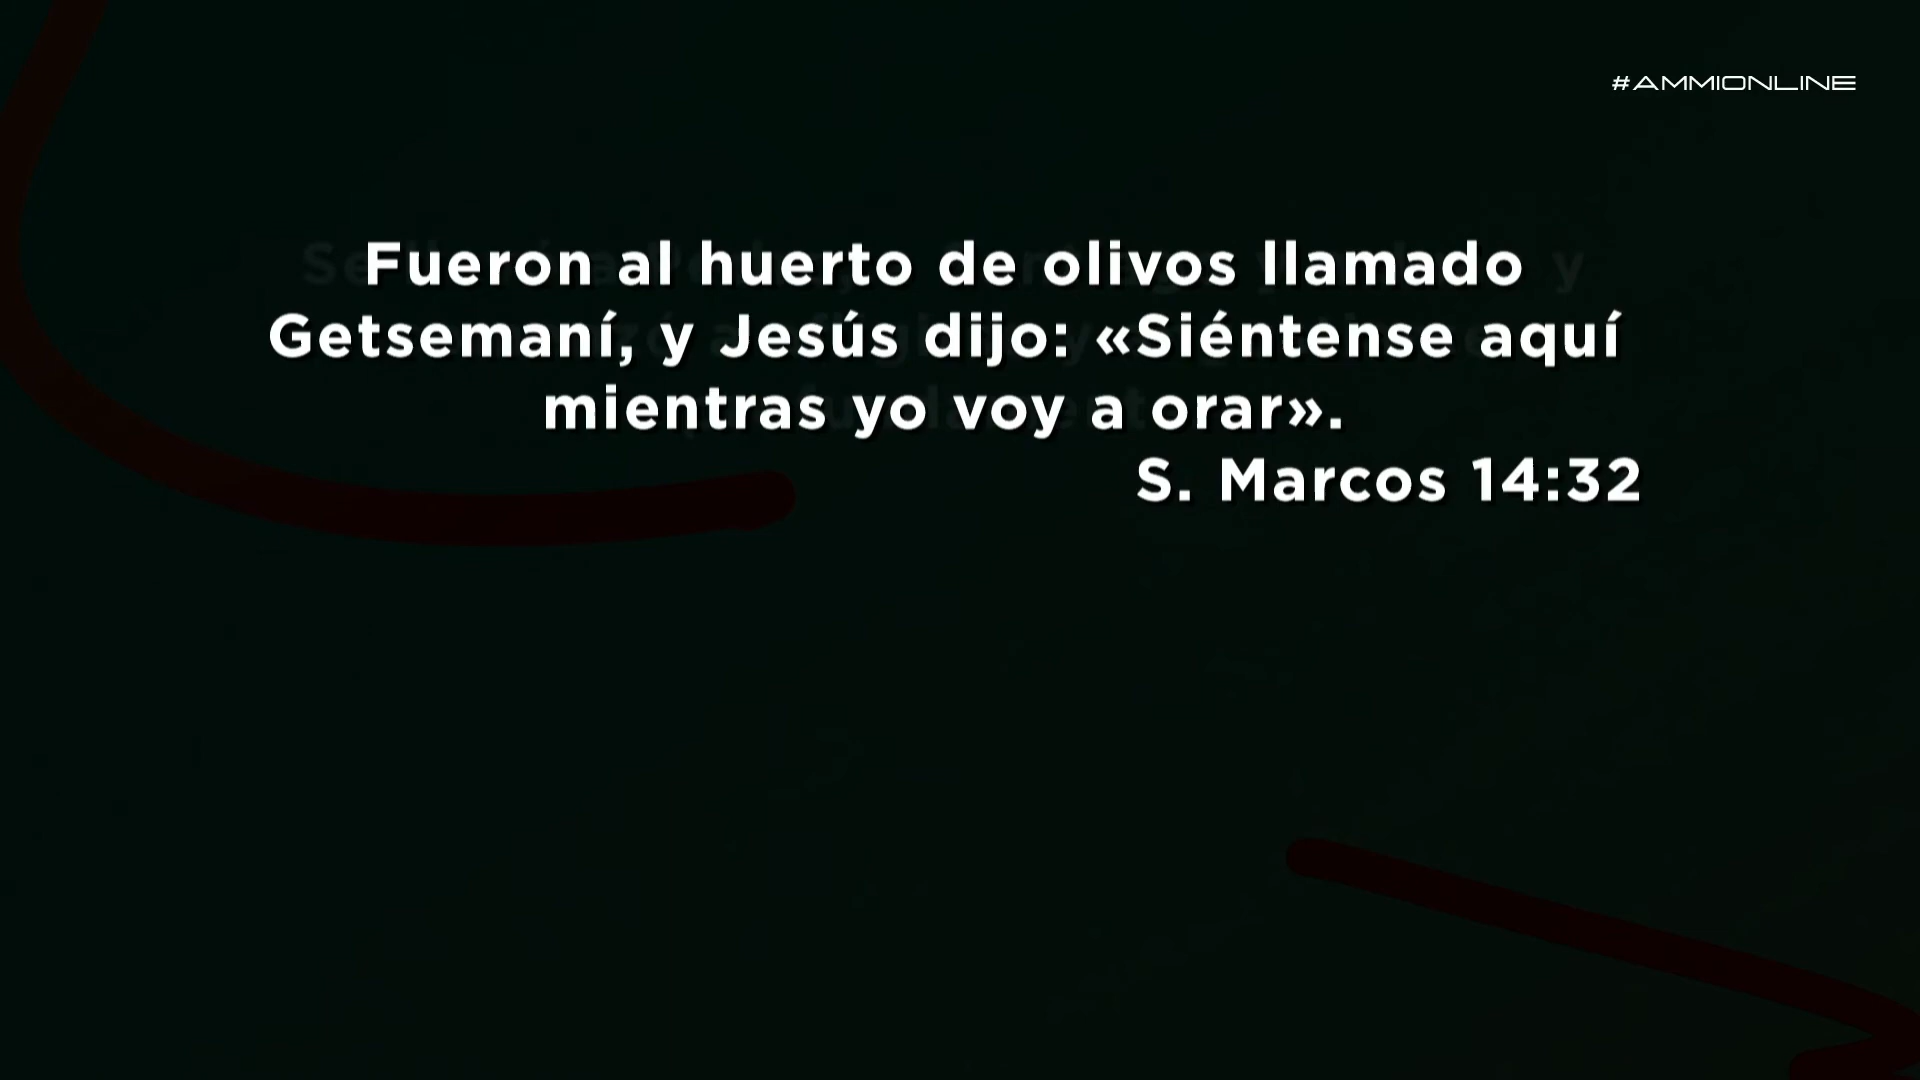 #AMMIONLINE
Fueron al huerto de olivos llamado
Getsemaní, y Jesús dijo: «Siéntense aquí
mientras yo voy a orar».
S. Marcos 14:32